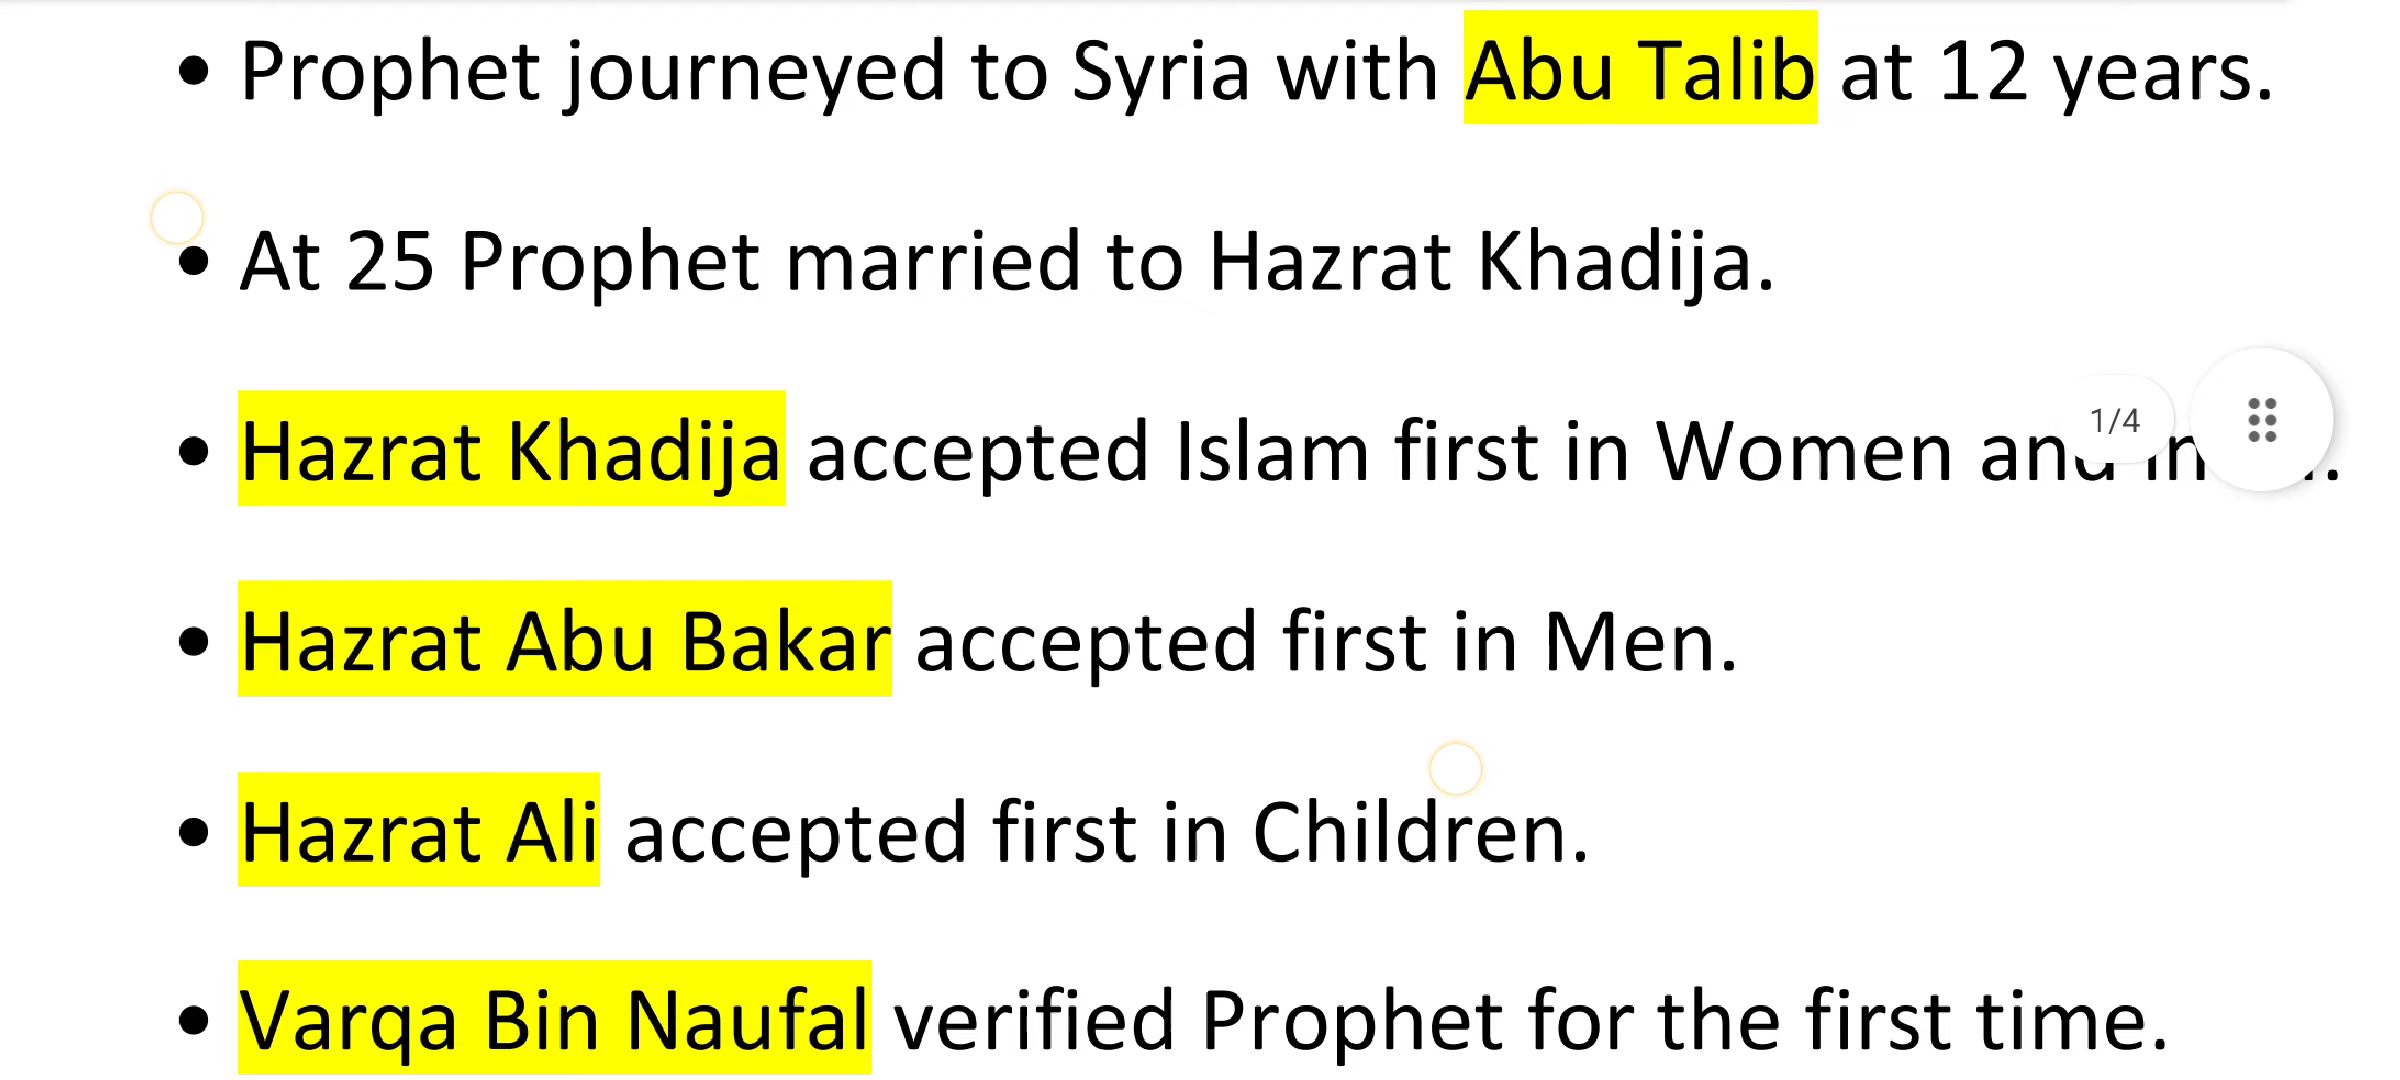 • Prophet journeyed to Syria with Abu Talib at 12 years.
• At 25 Prophet married to Hazrat Khadija.
• Hazrat Khadija accepted Islam first in Women and in
1/4
• Hazrat Abu Bakar accepted first in Men.
• Hazrat Ali accepted first in Children.
• Varqa Bin Naufal verified Prophet for the first time.